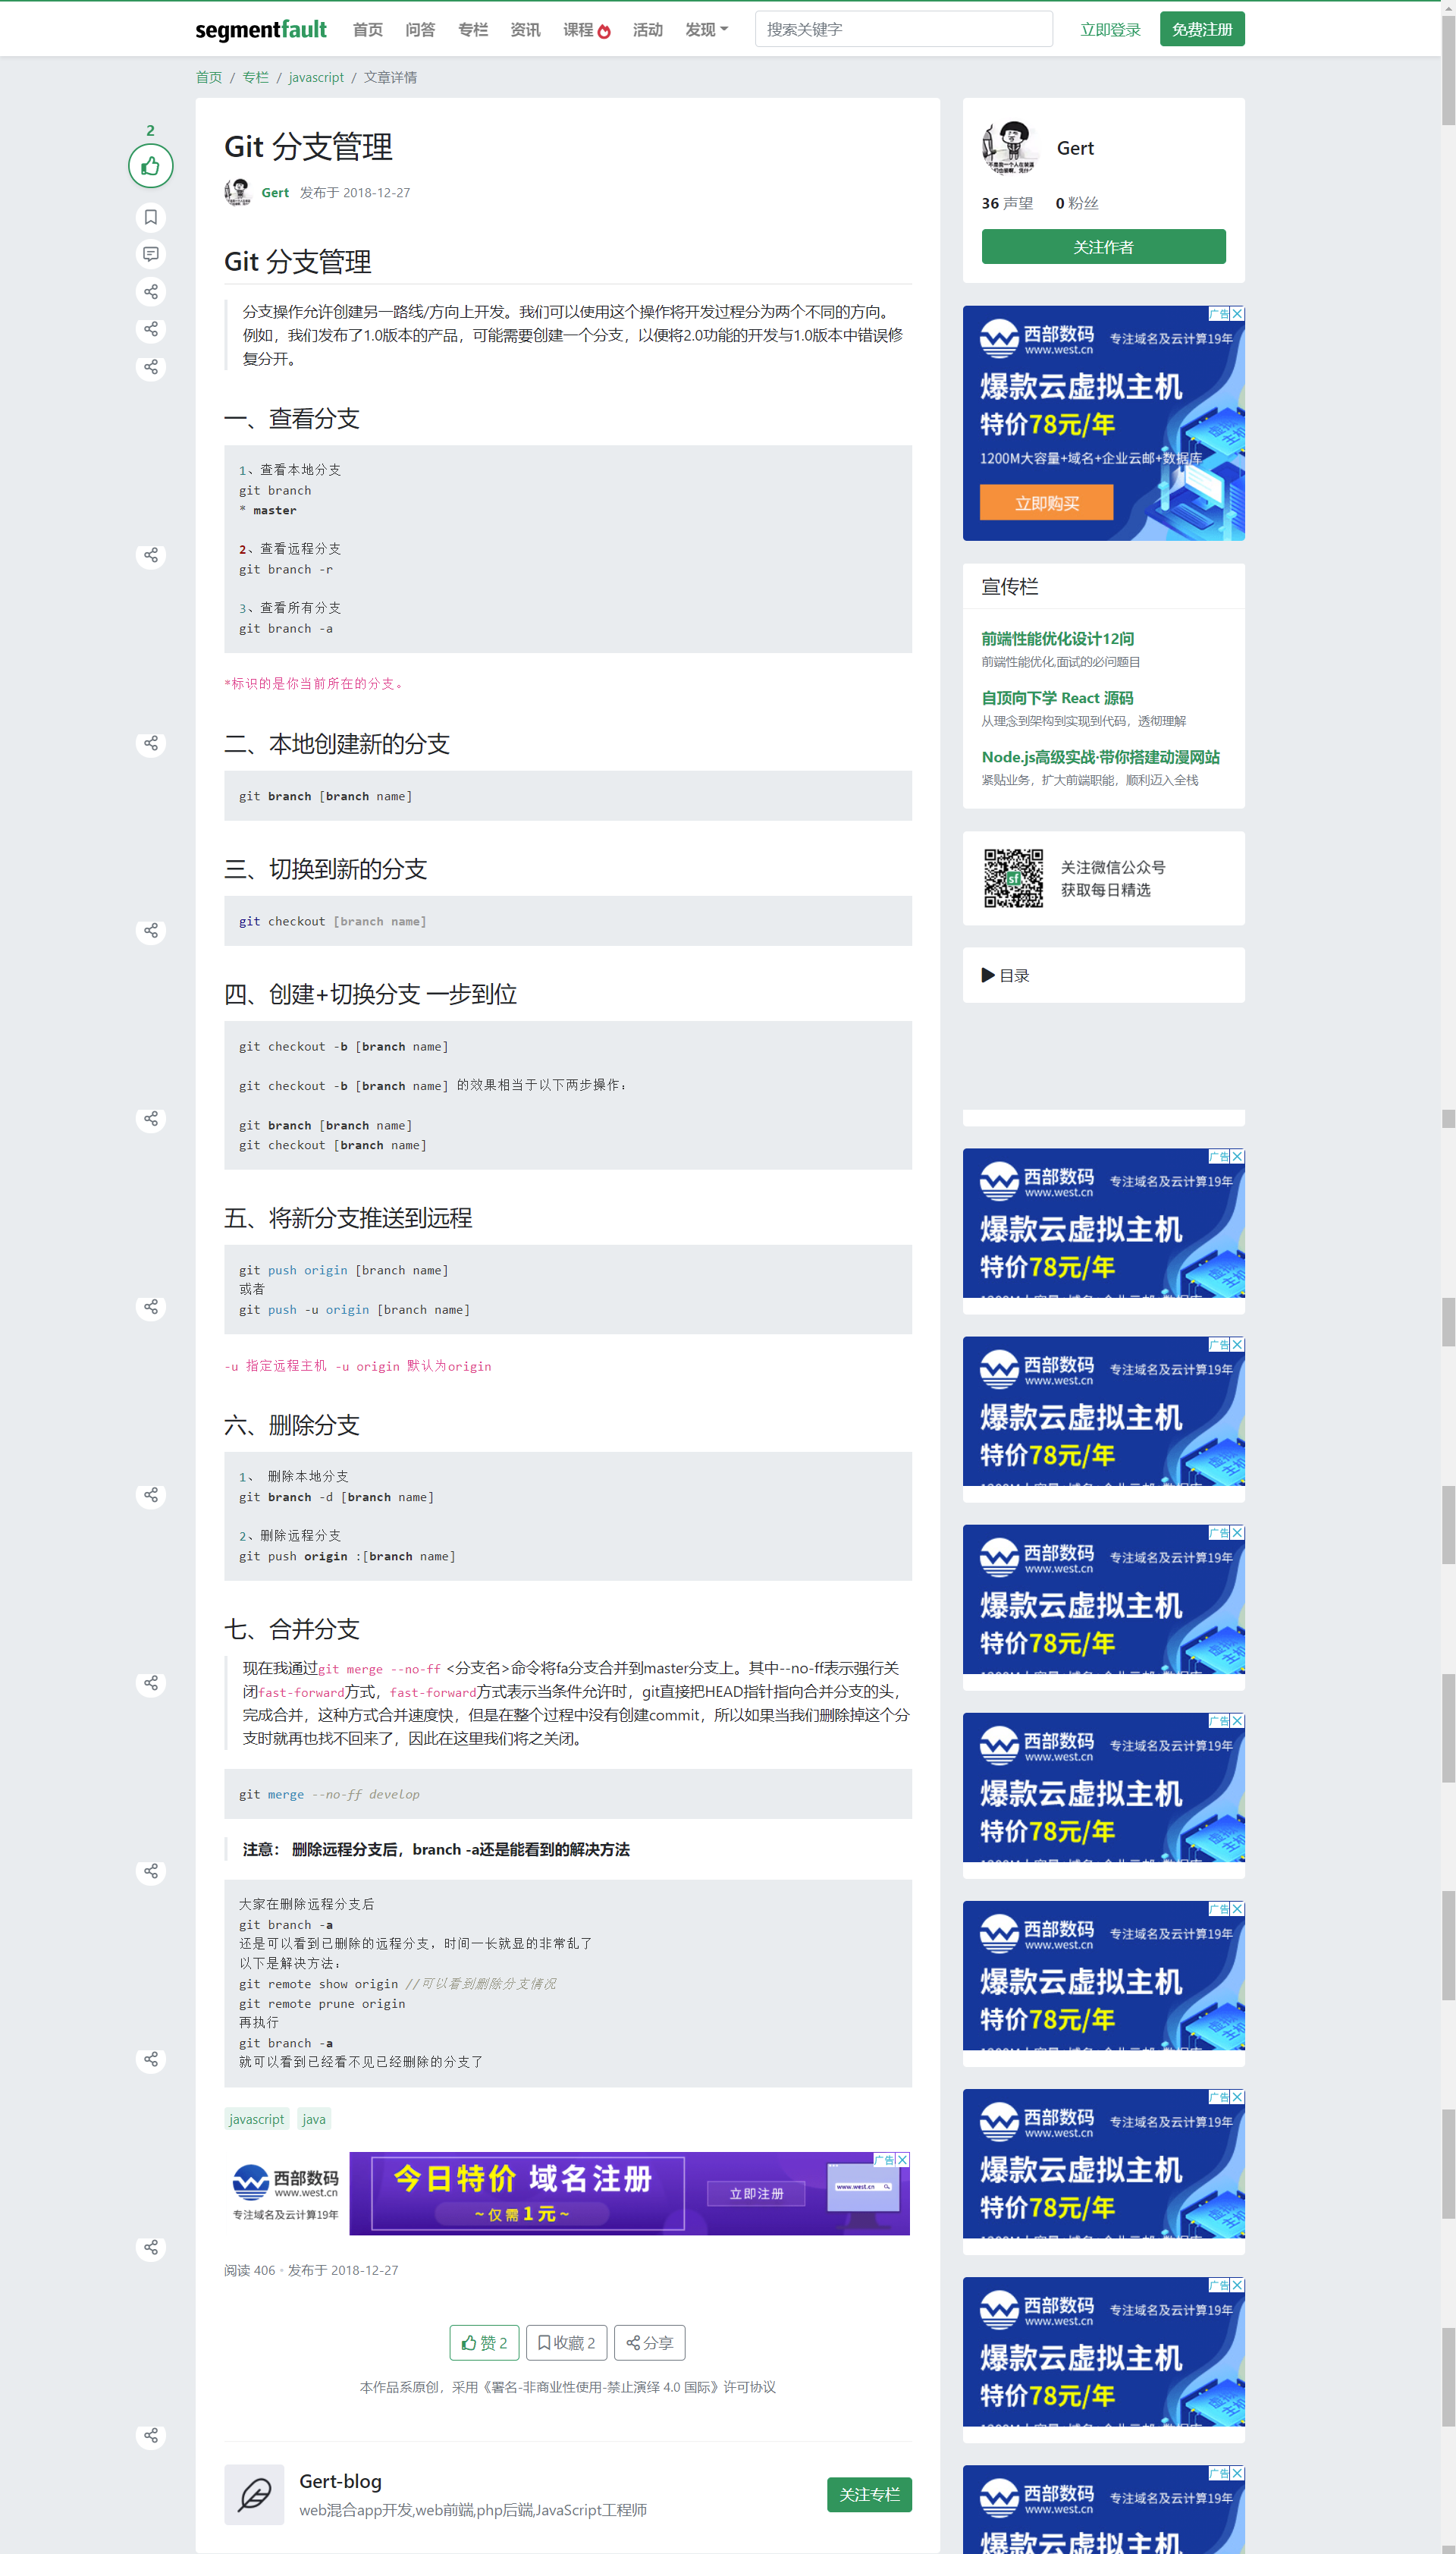 segmentfault 首页 问答 专栏 资讯 课程 活动 发现 搜索关键字 立即登录 免费注册
首页 / 专栏 / javascript / 文章详情
2
Git 分支管理
Gert 发布于 2018-12-27
Git 分支管理
分支操作允许创建另一路线/方向上开发。我们可以使用这个操作将开发过程分为两个不同的方向。
例如，我们发布了1.0版本的产品，可能需要创建一个分支，以便将2.0功能的开发与1.0版本中错误修
复分开。
一、查看分支
1、查看本地分支
git branch
* master
2、查看远程分支
git branch -r
3、查看所有分支
git branch -a
*标识的是你当前所在的分支。
二、本地创建新的分支
git branch [branch name]
三、切换到新的分支
git checkout [branch name]
四、创建+切换分支 一步到位
git checkout -b [branch name]
git checkout -b [branch name] 的效果相当于以下两步操作：
git branch [branch name]
git checkout [branch name]
五、将新分支推送到远程
git push origin [branch name]
或者
git push -u origin [branch name]
-u 指定远程主机 -u origin 默认为origin
六、删除分支
1、 删除本地分支
git branch -d [branch name]
2、删除远程分支
git push origin :[branch name]
七、合并分支
现在我通过git merge --no-ff <分支名>命令将fa分支合并到master分支上。其中--no-ff表示强行关
闭fast-forward方式，fast-forward方式表示当条件允许时，git直接把HEAD指针指向合并分支的头，
完成合并，这种方式合并速度快，但是在整个过程中没有创建commit，所以如果当我们删除掉这个分
支时就再也找不回来了，因此在这里我们将之关闭。
git merge --no-ff develop
注意： 删除远程分支后，branch -a还是能看到的解决方法
大家在删除远程分支后
git branch -a
还是可以看到已删除的远程分支，时间一长就显的非常乱了
以下是解决方法：
git remote show origin //可以看到删除分支情况
git remote prune origin
再执行
git branch -a
就可以看到已经看不见已经删除的分支了
javascript java
西部数码
www.west.cn
专注域名及云计算19年
今日特价 域名注册
~ 仅需1元 ~
立即注册
www.west.cn
广告
阅读 406 · 发布于 2018-12-27
赞 2 收藏 2 分享
本作品系原创，采用《署名-非商业性使用-禁止演绎 4.0 国际》许可协议
Gert-blog
web混合app开发,web前端,php后端,JavaScript工程师
关注专栏
Gert
36 声望 0 粉丝
关注作者
广告
西部数码 专注域名及云计算19年
www.west.cn
爆款云虚拟主机
特价78元/年
1200M大容量+域名+企业云邮+数据库
立即购买
宣传栏
前端性能优化设计12问
前端性能优化,面试的必问题目
自顶向下学 React 源码
从理念到架构到实现到代码，透彻理解
Node.js高级实战·带你搭建动漫网站
紧贴业务，扩大前端职能，顺利迈入全栈
sf
关注微信公众号
获取每日精选
目录
广告
西部数码 专注域名及云计算19年
www.west.cn
爆款云虚拟主机
特价78元/年
广告
西部数码 专注域名及云计算19年
www.west.cn
爆款云虚拟主机
特价78元/年
广告
西部数码 专注域名及云计算19年
www.west.cn
爆款云虚拟主机
特价78元/年
广告
西部数码 专注域名及云计算19年
www.west.cn
爆款云虚拟主机
特价78元/年
广告
西部数码 专注域名及云计算19年
www.west.cn
爆款云虚拟主机
特价78元/年
广告
西部数码 专注域名及云计算19年
www.west.cn
爆款云虚拟主机
特价78元/年
广告
西部数码 专注域名及云计算19年
www.west.cn
爆款云虚拟主机
特价78元/年
广告
西部数码 专注域名及云计算19年
www.west.cn
爆款云虚拟主机